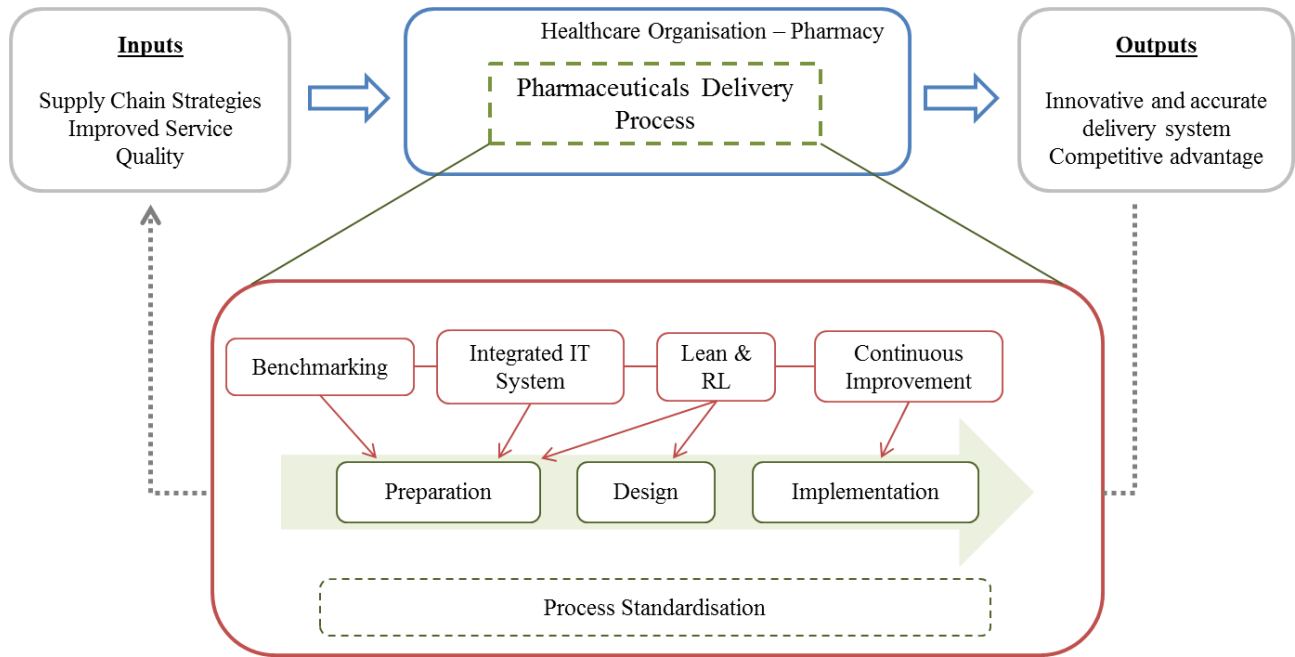 Inputs
Supply Chain Strategies
Improved Service
Quality
Healthcare Organisation – Pharmacy
Pharmaceuticals Delivery
Process
Outputs
Innovative and accurate
delivery system
Competitive advantage
Benchmarking
Integrated IT
System
Lean &
RL
Continuous
Improvement
Preparation
Design
Implementation
Process Standardisation